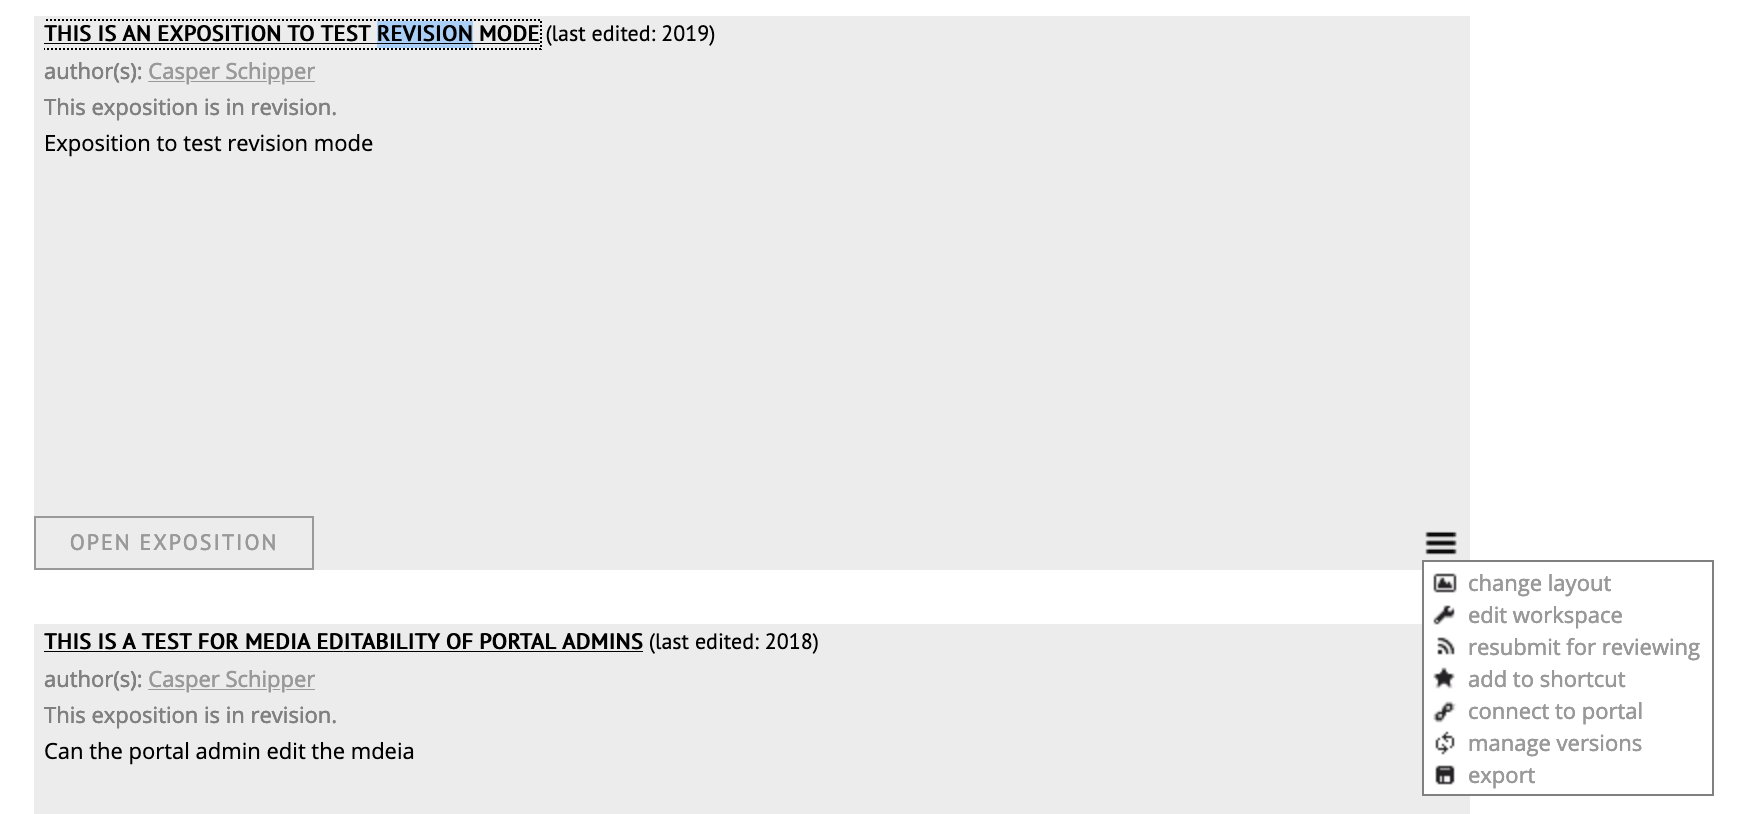 THIS IS AN EXPOSITION TO TEST REVISION MODE (last edited: 2019)
author(s): Casper Schipper
This exposition is in revision.
Exposition to test revision mode
OPEN EXPOSITION
change layout
edit workspace
resubmit for reviewing
add to shortcut
connect to portal
manage versions
export
THIS IS A TEST FOR MEDIA EDITABILITY OF PORTAL ADMINS (last edited: 2018)
author(s): Casper Schipper
This exposition is in revision.
Can the portal admin edit the mdeia